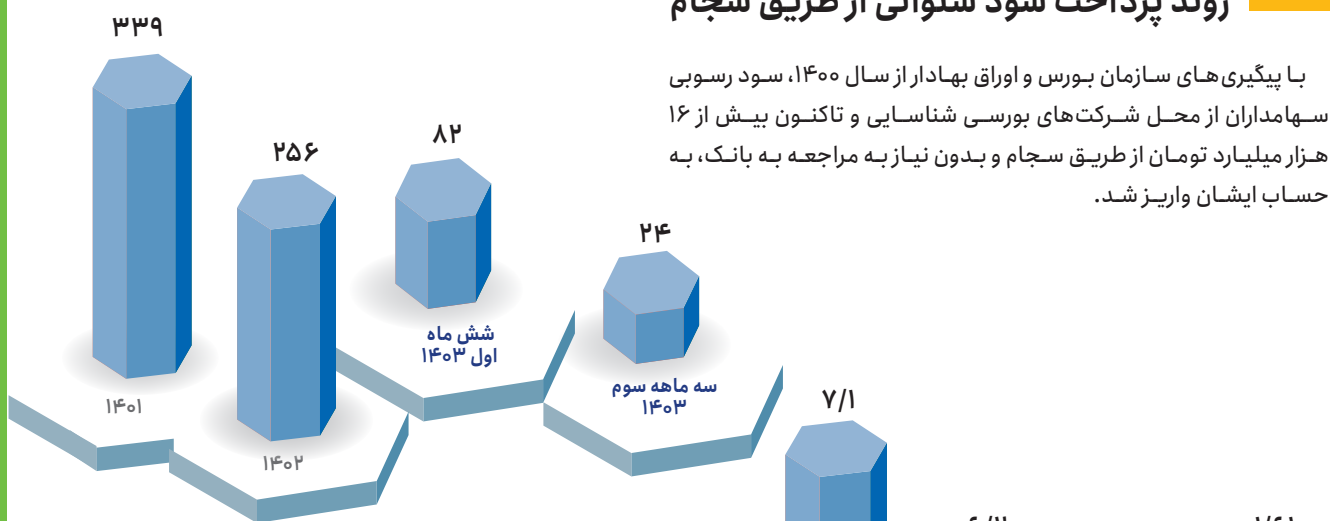 روند پرداخت سود سنواتی از طریق سجام
با پیگیری‌های سازمان بورس و اوراق بهادار از سال ۱۴۰۰، سود رسوبی
سهامداران از محل شرکت‌های بورسی شناسایی و تاکنون بیش از ۱۶
هزار میلیارد تومان از طریق سجام و بدون نیاز به مراجعه به بانک، به
حساب ایشان واریز شد.
۳۳۹
۲۵۶
۸۲
۲۴
شش ماه
اول ۱۴۰۳
سه ماهه سوم
۱۴۰۳
۱۴۰۱
۱۴۰۲
۷/۱